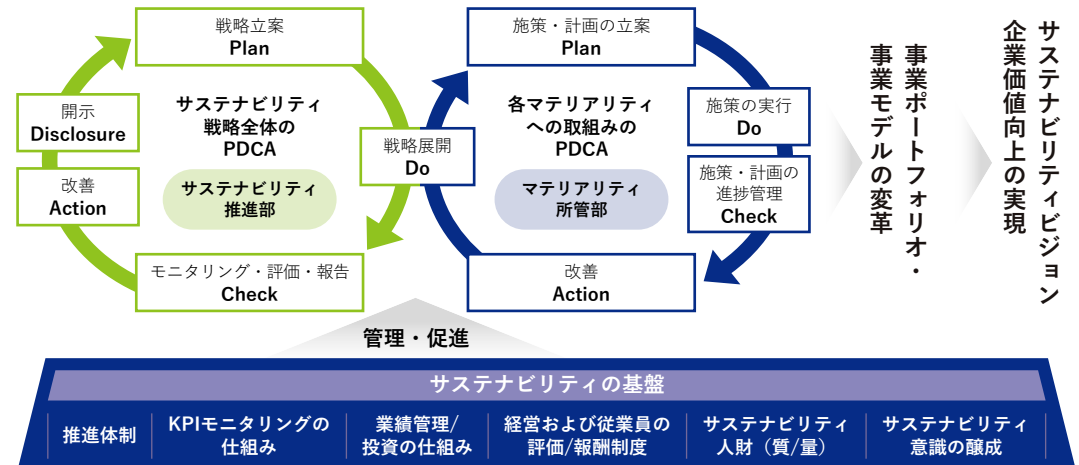 戦略立案
Plan
開示
Disclosure
改善
Action
サステナビリティ
戦略全体の
PDCA
サステナビリティ
推進部
モニタリング・評価・報告
Check
戦略展開
Do
施策・計画の立案
Plan
各マテリアリティ
への取組みの
PDCA
マテリアリティ
所管部
施策の実行
Do
施策・計画の
進捗管理
Check
改善
Action
事業ポートフォリオ・
事業モデルの変革
サステナビリティビジョン
企業価値向上の実現
管理・促進
サステナビリティの基盤
推進体制
KPIモニタリングの
仕組み
業績管理/
投資の仕組み
経営および従業員の
評価/報酬制度
サステナビリティ
人財（質/量）
サステナビリティ
意識の醸成